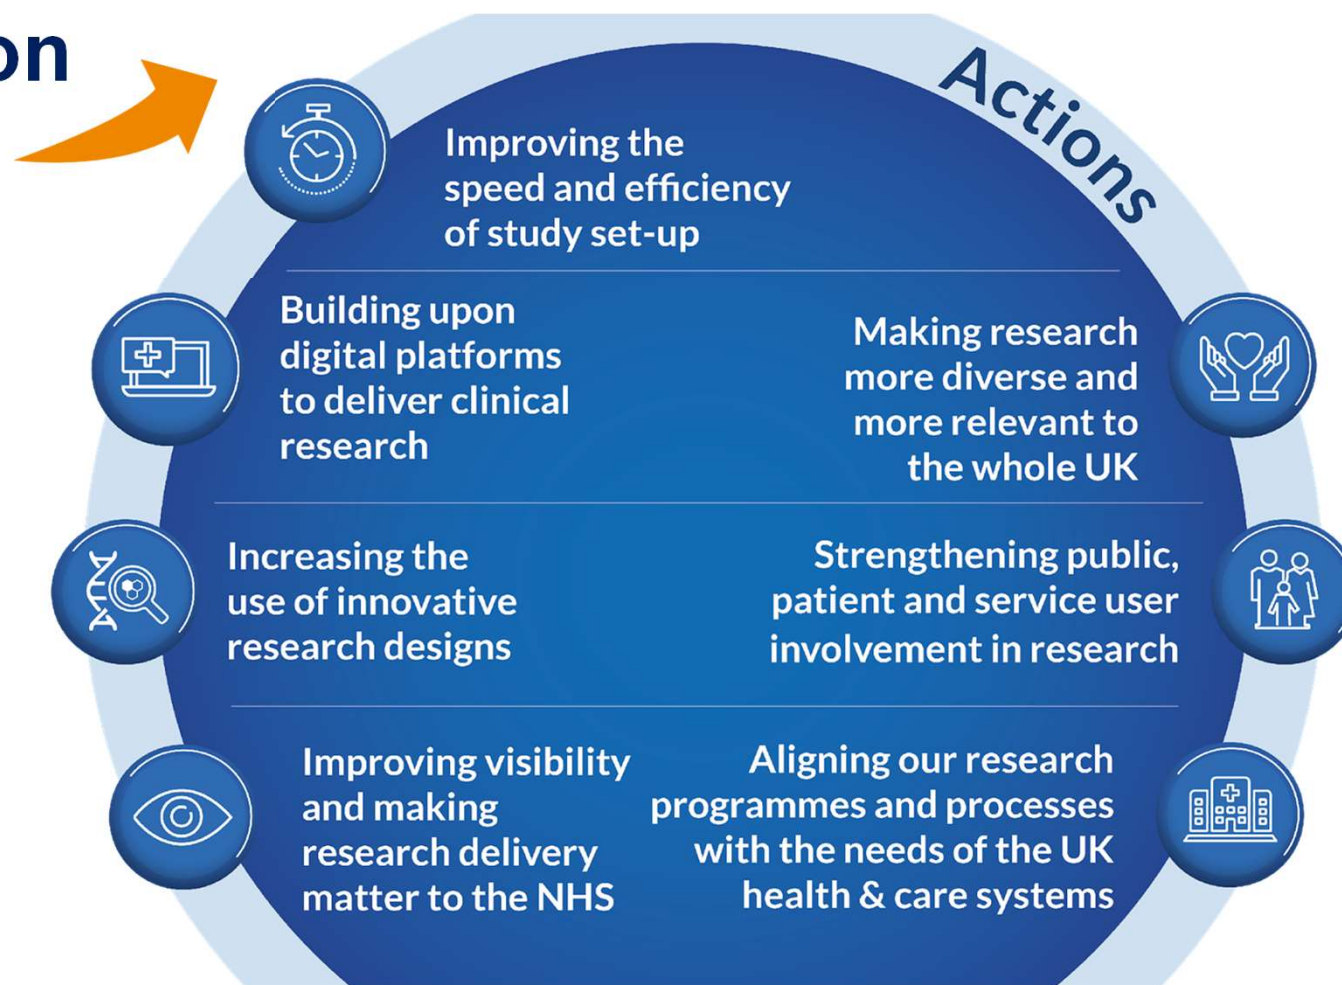 on
Actions
Improving the
speed and efficiency
of study set-up
Building upon
digital platforms
to deliver clinical
research
Making research
more diverse and
more relevant to
the whole UK
Increasing the
use of innovative
research designs
Strengthening public,
patient and service user
involvement in research
Improving visibility
and making
research delivery
matter to the NHS
Aligning our research
programmes and processes
with the needs of the UK
health & care systems